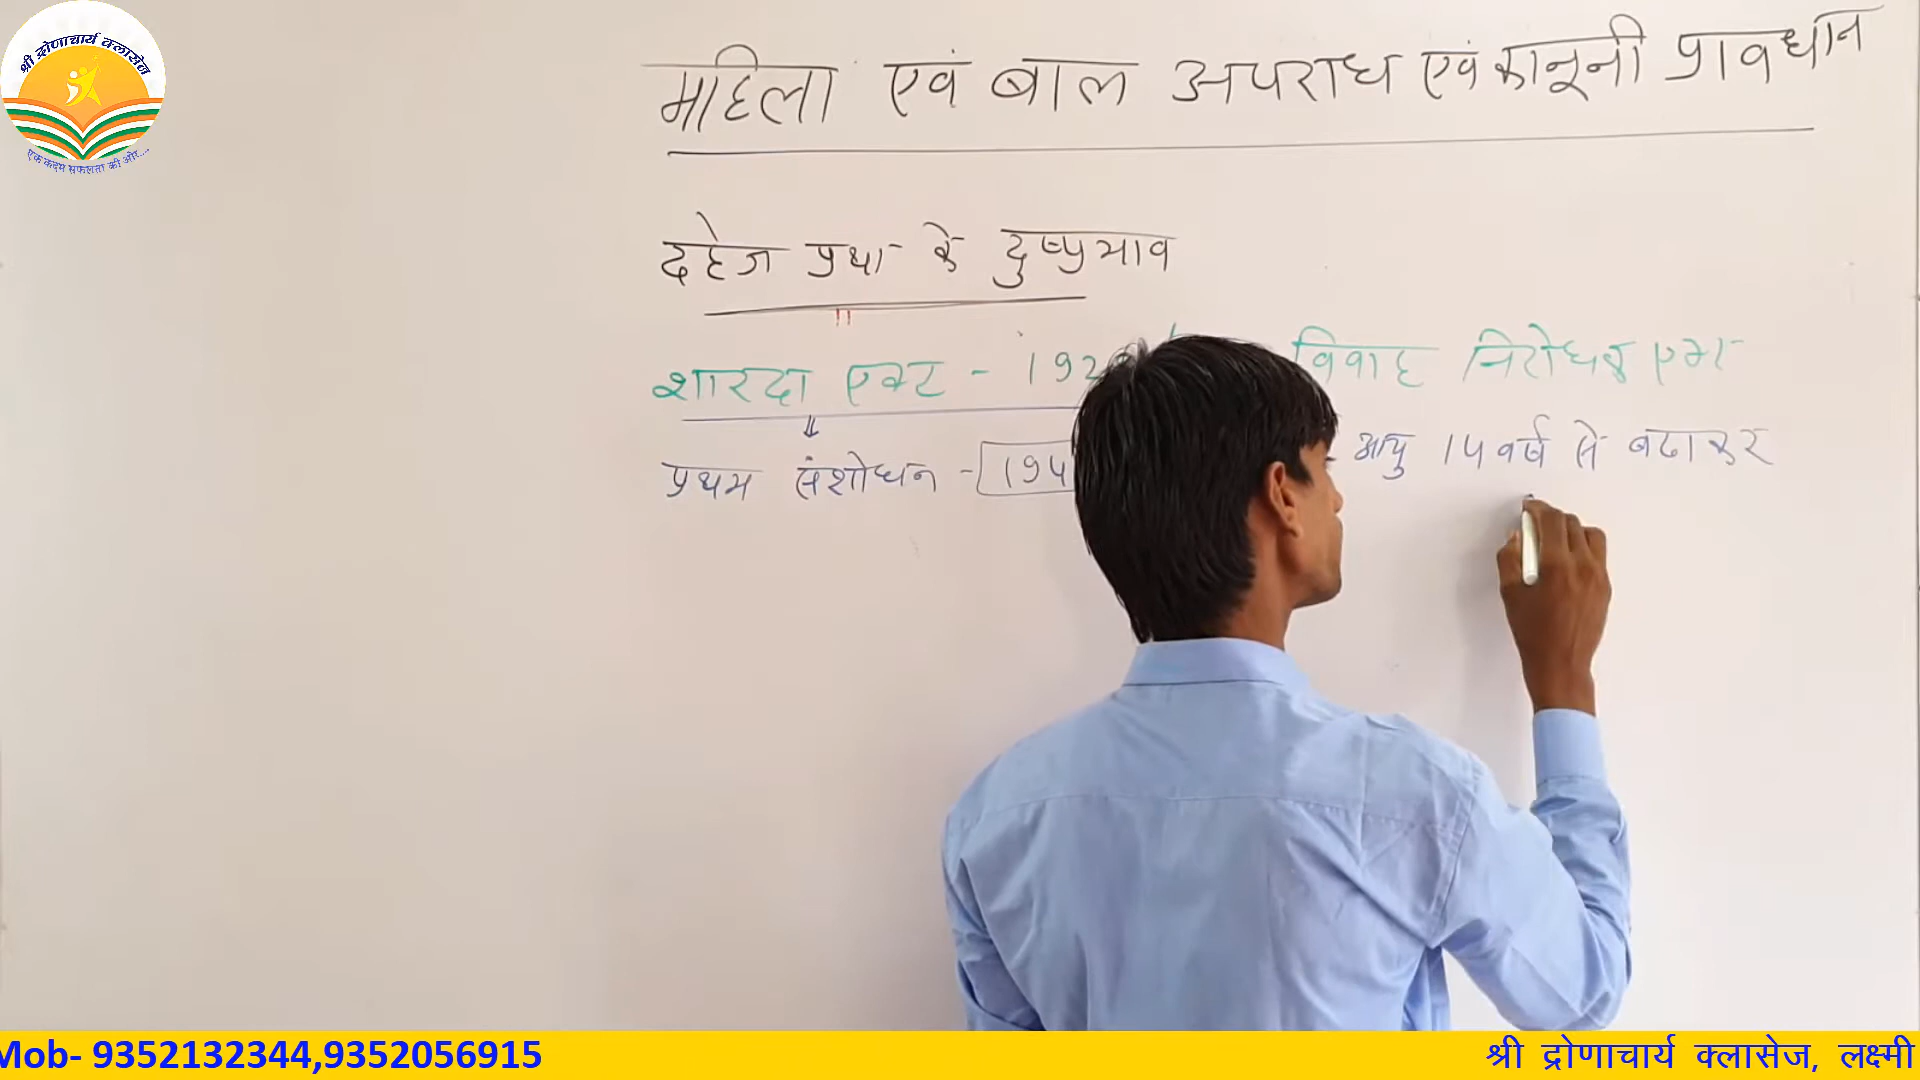 श्री द्रोणाचार्य क्लासेज
एक कदम सफलता की ओर....
महिला एवं बाल अपराध एवं कानूनी प्रावधान
दहेज प्रथा के दुष्प्रभाव
शारदा एक्ट - 192 विवाह निरोधक एक्ट
प्रथम संशोधन - 194 आयु 14 वर्ष से बढाकर
Mob- 9352132344,9352056915
श्री द्रोणाचार्य क्लासेज, लक्ष्मी